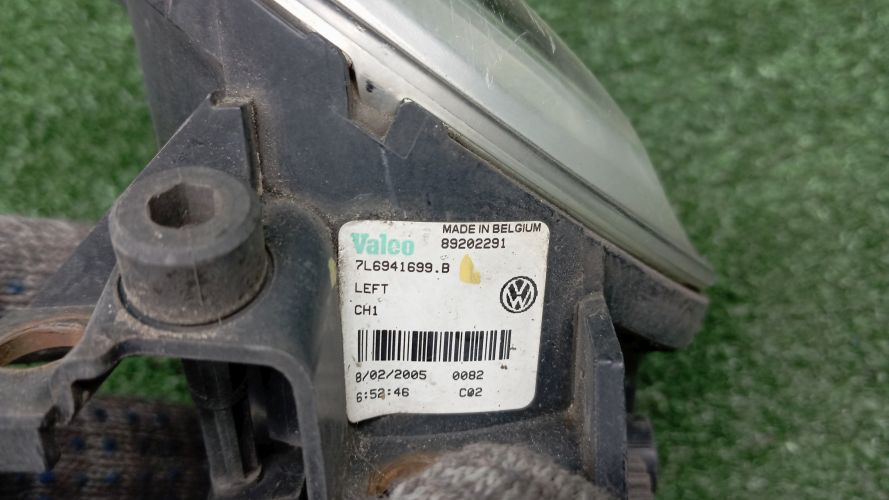 Valeo MADE IN BELGIUM
89202291
7L6941699.B
LEFT
CH1
8/02/2005 0082
6:52:46 C02